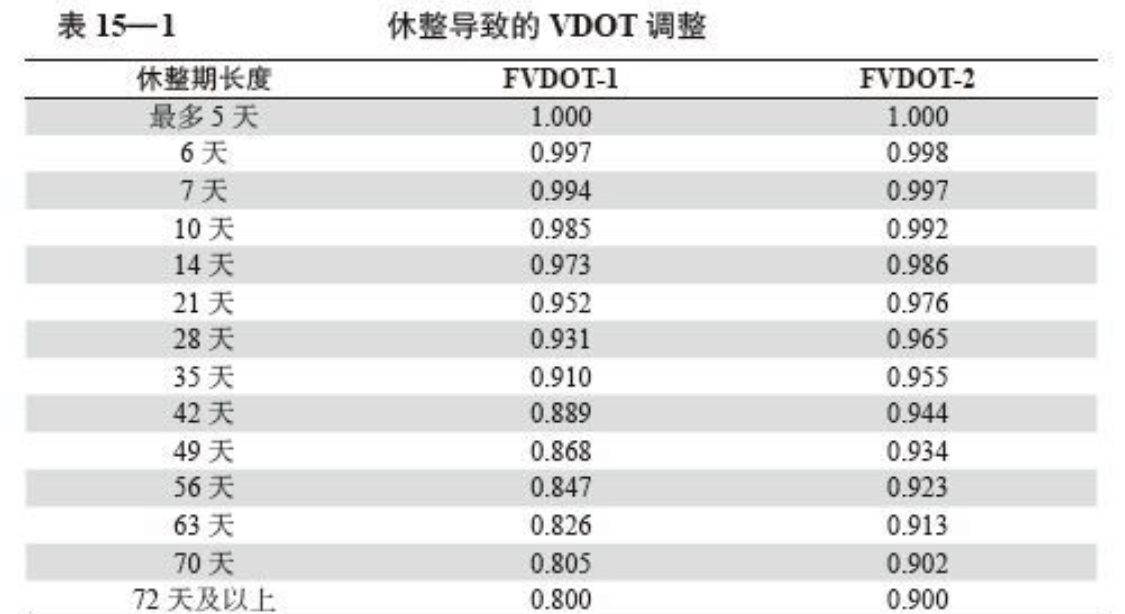 表 15—1 休整导致的 VDOT 调整
休整期长度 FVDOT-1 FVDOT-2
最多 5 天 1.000 1.000
6 天 0.997 0.998
7 天 0.994 0.997
10 天 0.985 0.992
14 天 0.973 0.986
21 天 0.952 0.976
28 天 0.931 0.965
35 天 0.910 0.955
42 天 0.889 0.944
49 天 0.868 0.934
56 天 0.847 0.923
63 天 0.826 0.913
70 天 0.805 0.902
72 天及以上 0.800 0.900